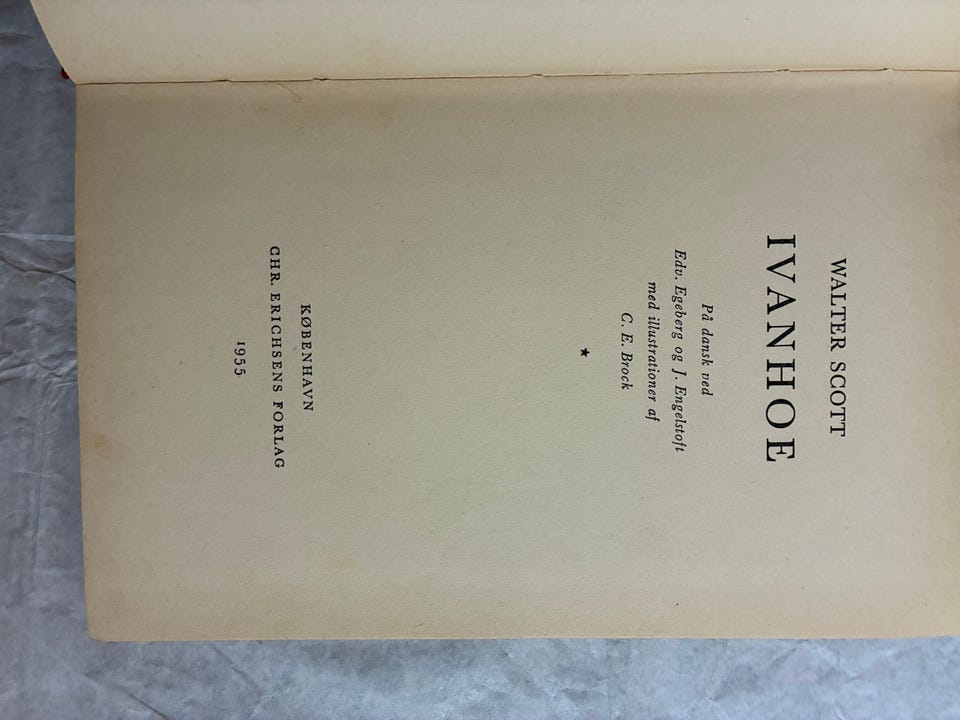 WALTER SCOTT
IVANHOE
På dansk ved
Edv. Egeberg og J. Engelstoft
med illustrationer af
C. E. Brock
★
KØBENHAVN
CHR. ERICHSENS FORLAG
1955